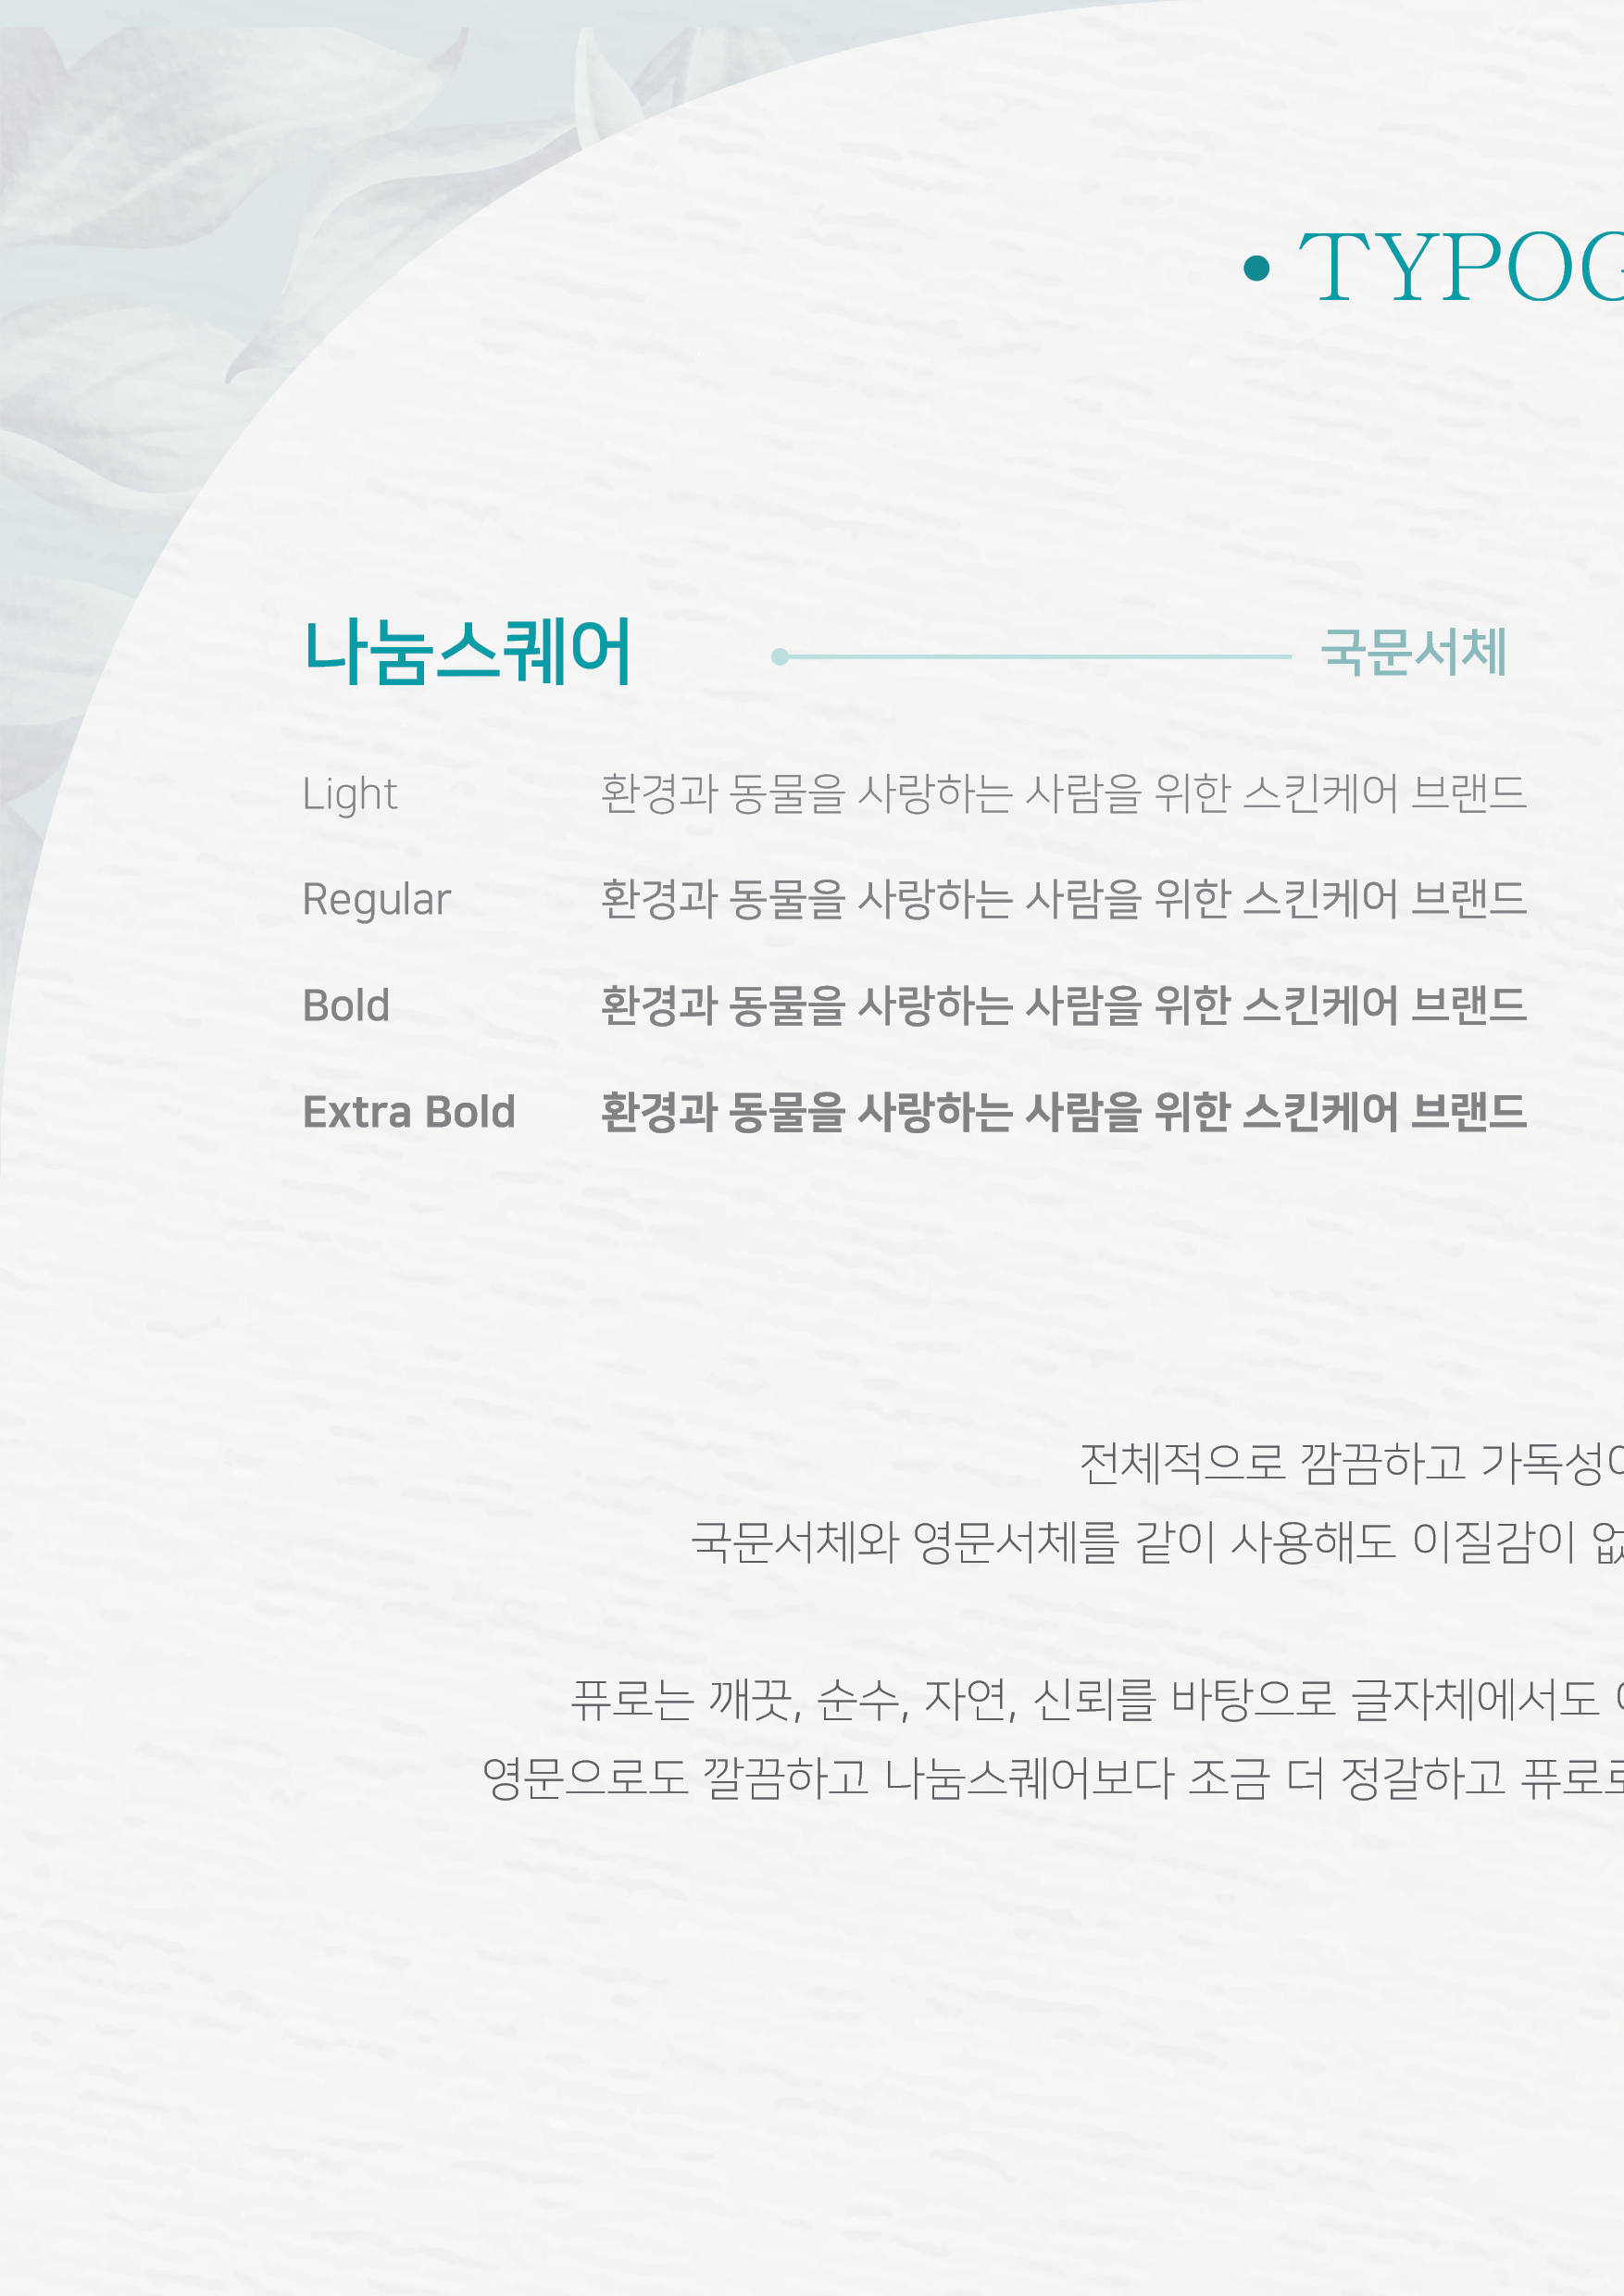 • TYPOG
나눔스퀘어 국문서체
Light 환경과 동물을 사랑하는 사람을 위한 스킨케어 브랜드
Regular 환경과 동물을 사랑하는 사람을 위한 스킨케어 브랜드
Bold 환경과 동물을 사랑하는 사람을 위한 스킨케어 브랜드
Extra Bold 환경과 동물을 사랑하는 사람을 위한 스킨케어 브랜드
전체적으로 깜끔하고 가독성이
국문서체와 영문서체를 같이 사용해도 이질감이 없
퓨로는 깨끗, 순수, 자연, 신뢰를 바탕으로 글자체에서도
영문으로도 깔끔하고 나눔스퀘어보다 조금 더 정갈하고 퓨로